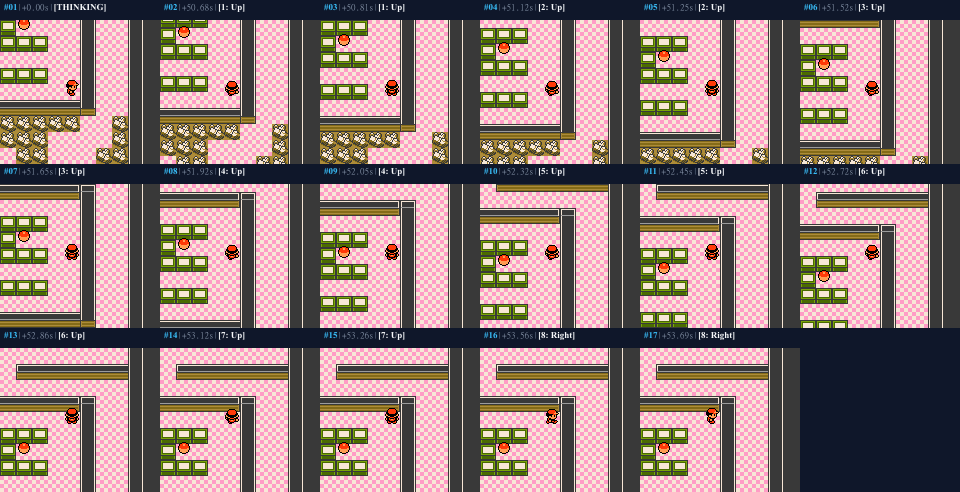 #01|+0.00s|[THINKING]
#02|+50.68s|[1: Up]
#03|+50.81s|[1: Up]
#04|+51.12s|[2: Up]
#05|+51.25s|[2: Up]
#06|+51.52s|[3: Up]
#07|+51.65s|[3: Up]
#08|+51.92s|[4: Up]
#09|+52.05s|[4: Up]
#10|+52.32s|[5: Up]
#11|+52.45s|[5: Up]
#12|+52.72s|[6: Up]
#13|+52.86s|[6: Up]
#14|+53.12s|[7: Up]
#15|+53.26s|[7: Up]
#16|+53.56s|[8: Right]
#17|+53.69s|[8: Right]